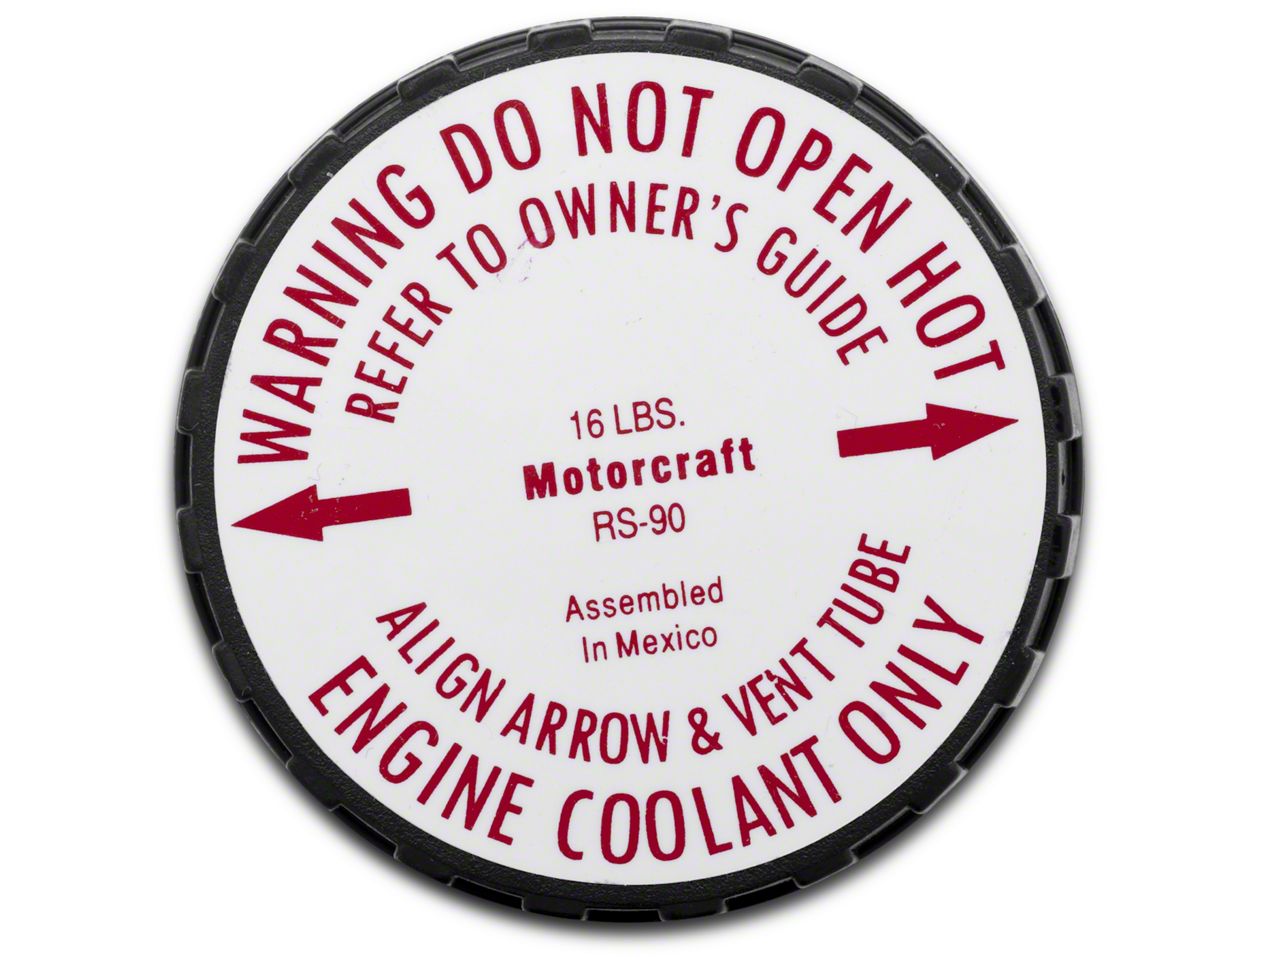 WARNING DO NOT OPEN HOT
REFER TO OWNER'S GUIDE
16 LBS.
Motorcraft
RS-90
Assembled
In Mexico
ALIGN ARROW & VENT TUBE
ENGINE COOLANT ONLY